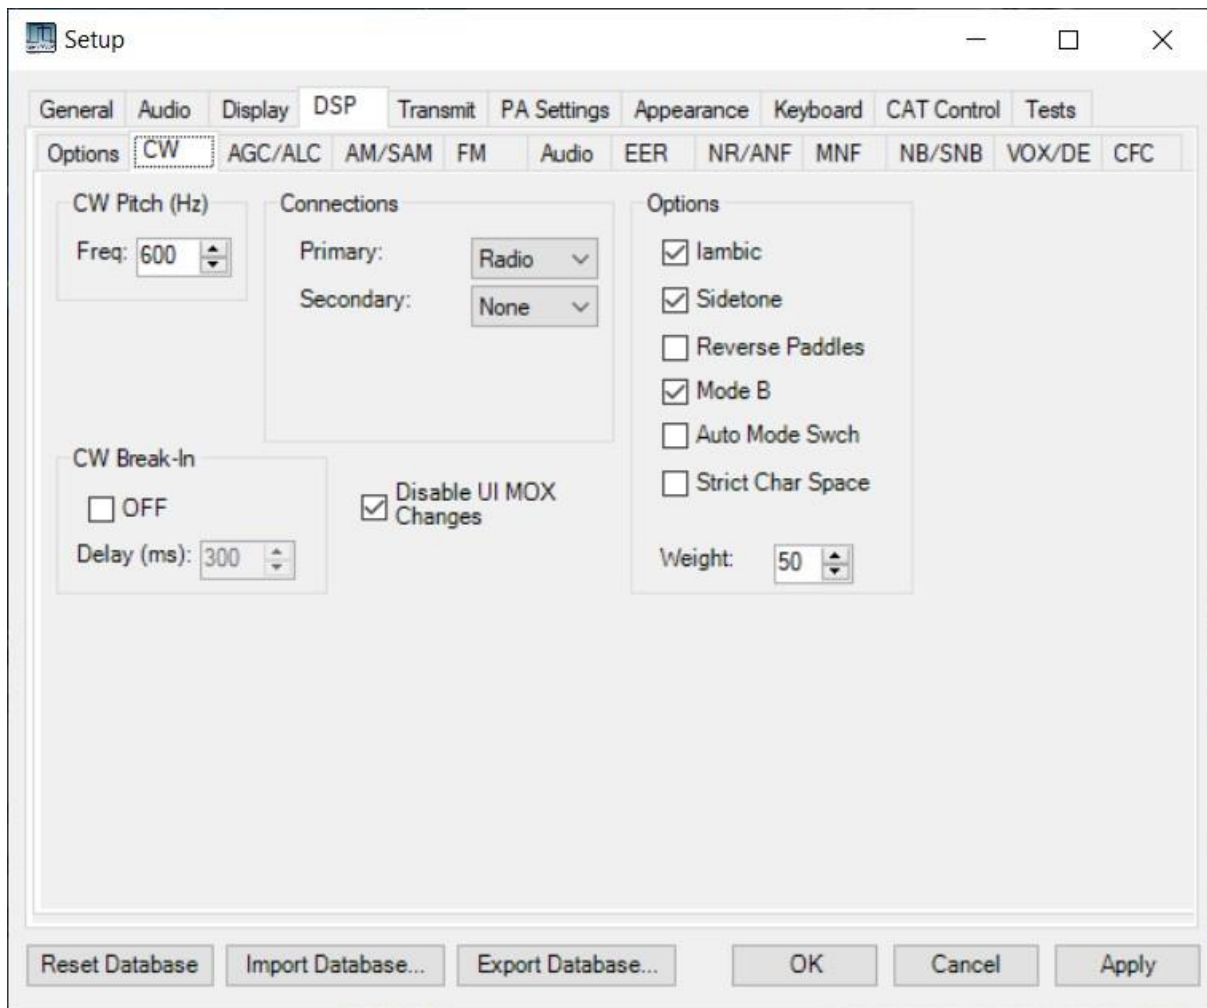 Setup
General Audio Display DSP Transmit PA Settings Appearance Keyboard CAT Control Tests
Options CW AGC/ALC AM/SAM FM Audio EER NR/ANF MNF NB/SNB VOX/DE CFC
CW Pitch (Hz)
Freq: 600
Connections
Primary: Radio
Secondary: None
Options
Iambic
Sidetone
Reverse Paddles
Mode B
Auto Mode Swch
Strict Char Space
Weight: 50
CW Break-In
OFF
Delay (ms): 300
Disable UI MOX
Changes
Reset Database Import Database... Export Database... OK Cancel Apply